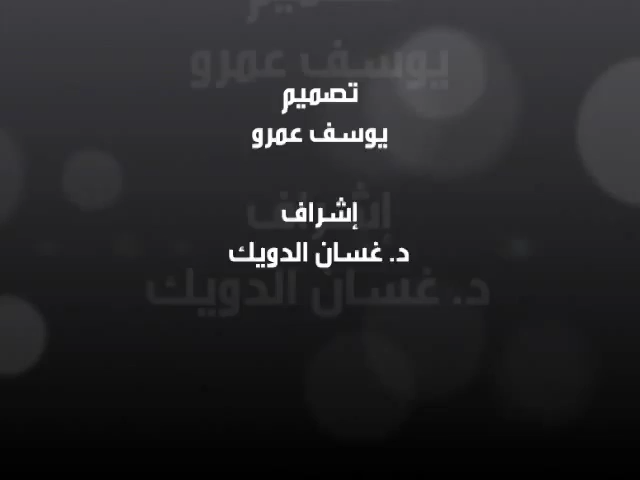 تصميم
يوسف عمرو
إشراف
د. غسان الدويك